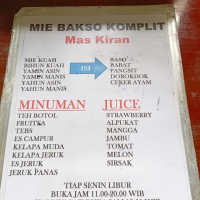 MIE BAKSO KOMPLIT
Mas Kiran
MIE KUAH
BIHUN KUAH
YAMIN ASIN
YAMIN MANIS
YAHUN ASIN
YAHUN MANIS
ISI
BASO
BABAT
PANGSIT
DOROKDOK
CEKER AYAM
MINUMAN JUICE
TEH BOTOL STRAWBERRY
FRUITEA ALPUKAT
TEBS MANGGA
ES CAMPUR JAMBU
KELAPA MUDA TOMAT
KELAPA JERUK MELON
ES JERUK SIRSAK
JERUK PANAS
TIAP SENIN LIBUR
BUKA JAM 11.00-20.00 WIB